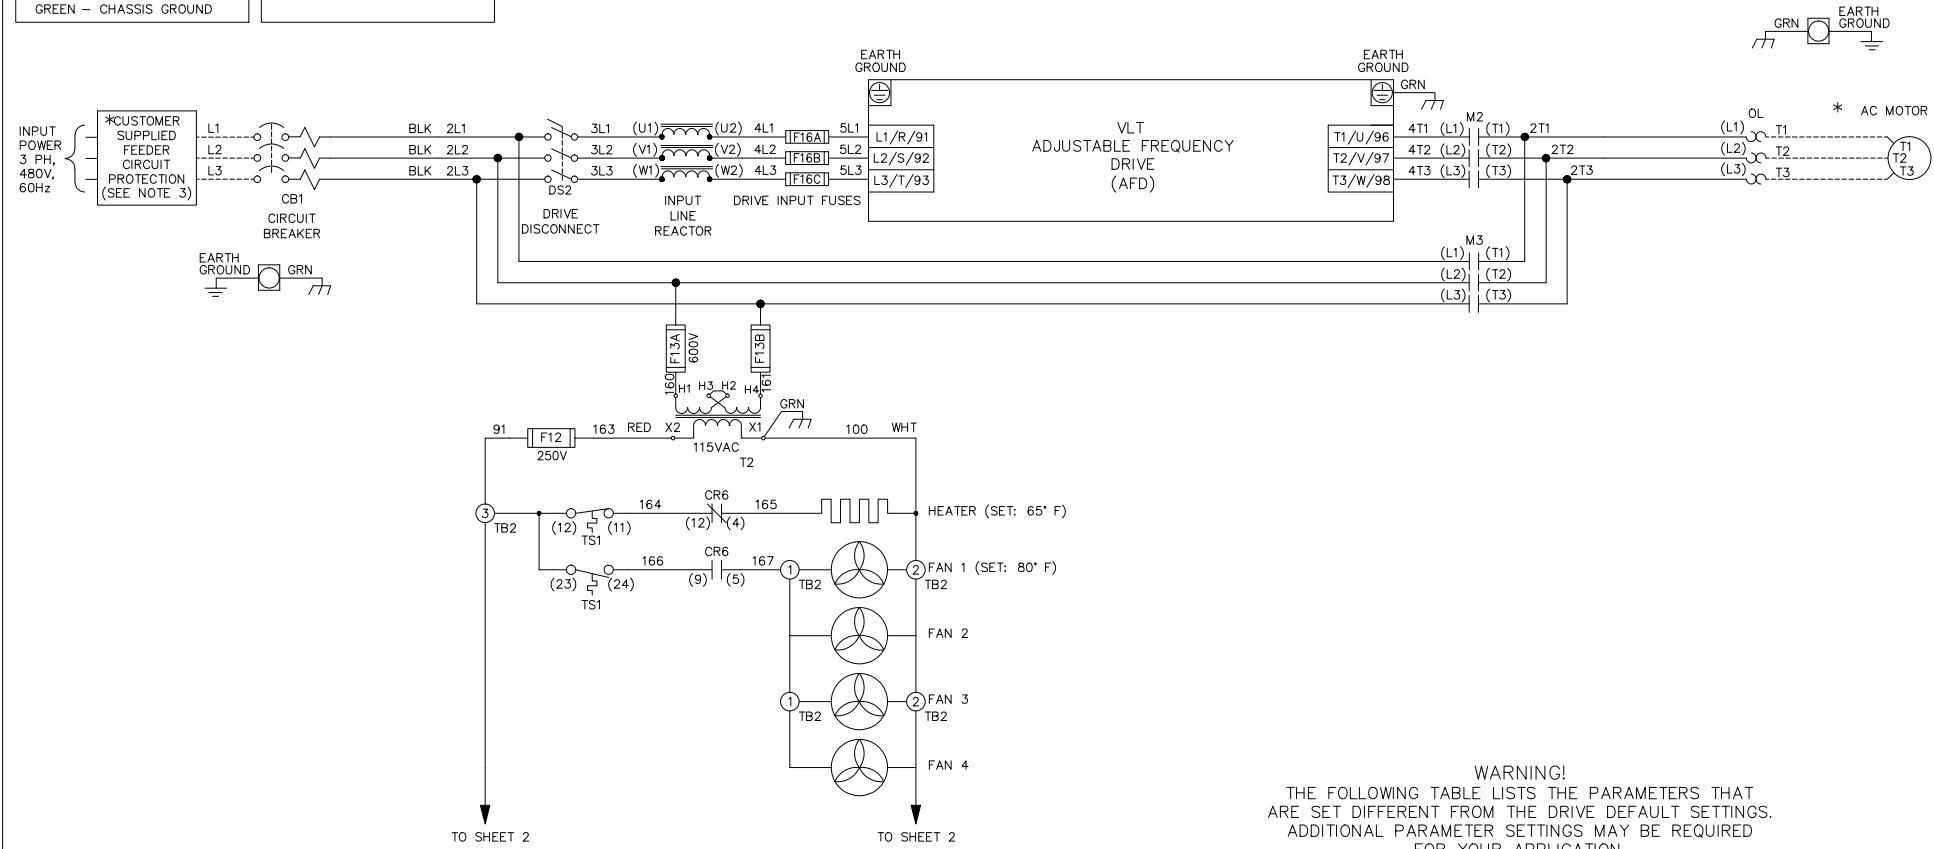 GREEN – CHASSIS GROUND
GRN
EARTH
GROUND
INPUT
POWER
3 PH,
480V,
60Hz
*CUSTOMER
SUPPLIED
FEEDER
CIRCUIT
PROTECTION
(SEE NOTE 3)
L1
L2
L3
CB1
CIRCUIT
BREAKER
BLK 2L1
BLK 2L2
BLK 2L3
DS2
DRIVE
DISCONNECT
3L1 (U1) (U2) 4L1 F16A 5L1
3L2 (V1) (V2) 4L2 F16B 5L2
3L3 (W1) (W2) 4L3 F16C 5L3
INPUT
LINE
REACTOR
DRIVE INPUT FUSES
EARTH
GROUND
L1/R/91
L2/S/92
L3/T/93
VLT
ADJUSTABLE FREQUENCY
DRIVE
(AFD)
EARTH
GROUND
GRN
T1/U/96
T2/V/97
T3/W/98
M2
4T1 (L1) (T1) 2T1
4T2 (L2) (T2) 2T2
4T3 (L3) (T3) 2T3
OL
(L1) T1
(L2) T2
(L3) T3
* AC MOTOR
T1
T2
T3
EARTH
GROUND GRN
M3
(L1) (T1)
(L2) (T2)
(L3) (T3)
F13A
600V
F13B
160
161
H1 H3 H2 H4
GRN
91 F12 163 RED X2 X1 100 WHT
250V
115VAC
T2
3
TB2
(12) (11)
TS1
164
CR6
(12) (4)
165
HEATER (SET: 65° F)
(23) (24)
TS1
166
CR6
(9) (5)
167
1
TB2
2
TB2
FAN 1 (SET: 80° F)
FAN 2
1
TB2
2
TB2
FAN 3
FAN 4
TO SHEET 2
TO SHEET 2
WARNING!
THE FOLLOWING TABLE LISTS THE PARAMETERS THAT
ARE SET DIFFERENT FROM THE DRIVE DEFAULT SETTINGS.
ADDITIONAL PARAMETER SETTINGS MAY BE REQUIRED
FOR YOUR APPLICATION